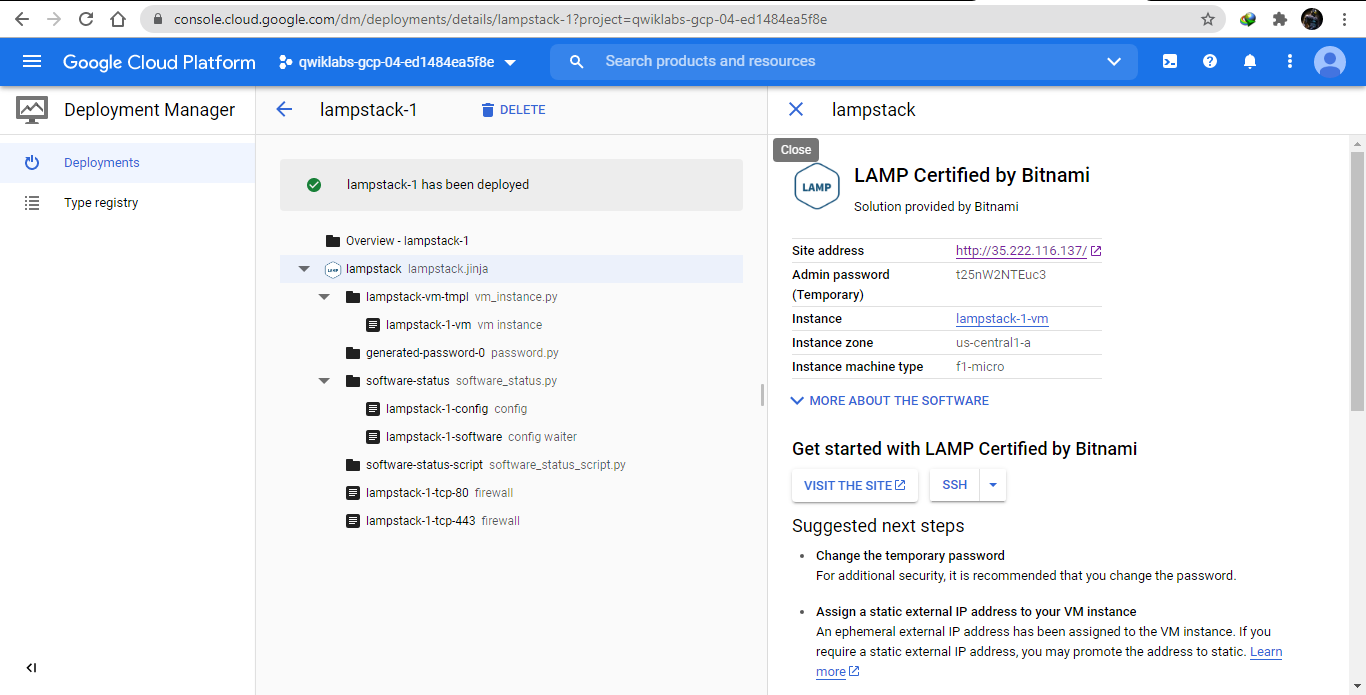 console.cloud.google.com/dm/deployments/details/lampstack-1?project=qwiklabs-gcp-04-ed1484ea5f8e
Google Cloud Platform
qwiklabs-gcp-04-ed1484ea5f8e
Search products and resources
Deployment Manager
Deployments
Type registry
lampstack-1
DELETE
lampstack-1 has been deployed
Overview - lampstack-1
LAMP lampstack lampstack.jinja
lampstack-vm-tmpl vm_instance.py
lampstack-1-vm vm instance
generated-password-0 password.py
software-status software_status.py
lampstack-1-config config
lampstack-1-software config waiter
software-status-script software_status_script.py
lampstack-1-tcp-80 firewall
lampstack-1-tcp-443 firewall
lampstack
Close
LAMP
LAMP Certified by Bitnami
Solution provided by Bitnami
Site address http://35.222.116.137/
Admin password t25nW2NTEuc3
(Temporary)
Instance lampstack-1-vm
Instance zone us-central1-a
Instance machine type f1-micro
MORE ABOUT THE SOFTWARE
Get started with LAMP Certified by Bitnami
VISIT THE SITE
SSH
Suggested next steps
• Change the temporary password
For additional security, it is recommended that you change the password.
• Assign a static external IP address to your VM instance
An ephemeral external IP address has been assigned to the VM instance. If you
require a static external IP address, you may promote the address to static. Learn
more